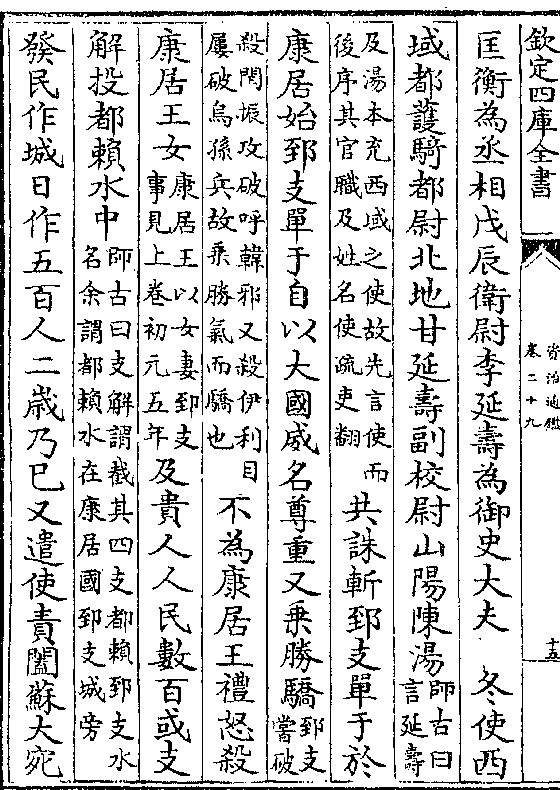 欽定四庫全書
資治通鑑
卷二十九
十五
匡衡為丞相戊辰衛尉李延壽為御史大夫 冬使西
域都䕶騎都尉北地甘延壽副校尉山陽陳湯師古曰言延壽
及湯本充西域之使故先言使而後序其官職及姓名使疏吏翻共誅斬郅支單于於
康居始郅支單于自以大國威名尊重又乗勝驕郅支嘗破
殺閏振攻破呼韓邪又殺伊利目屢破烏孫兵故乗勝氣而驕也不為康居王禮怒殺
康居王女康居王以女妻郅支事見上卷初元五年及貴人人民數百或支
解投都賴水中師古曰支解謂截其四支都賴郅支水名余謂都賴水在康居國郅支城旁
發民作城日作五百人二歲乃已又遣使責闔蘇大宛